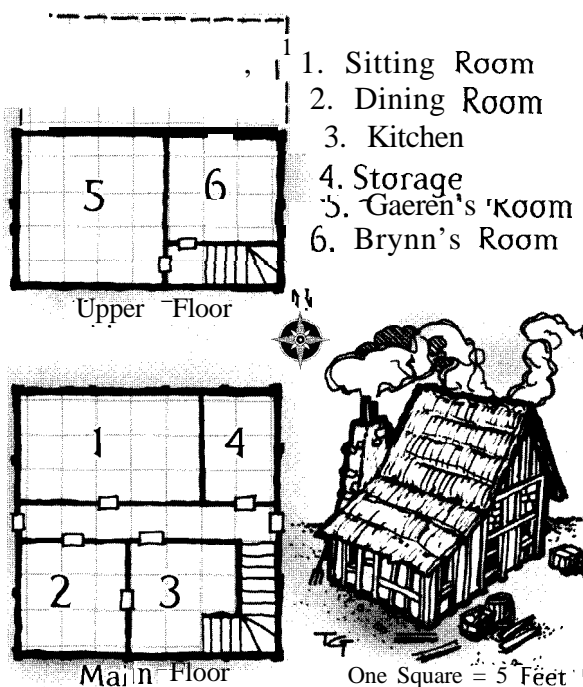 1. Sitting Room
2. Dining Room
3. Kitchen
4. Storage
5. Gaeren's Room
6. Brynn's Room
5
6
Upper Floor
N
1
4
2
3
Main Floor
TG
One Square = 5 Feet